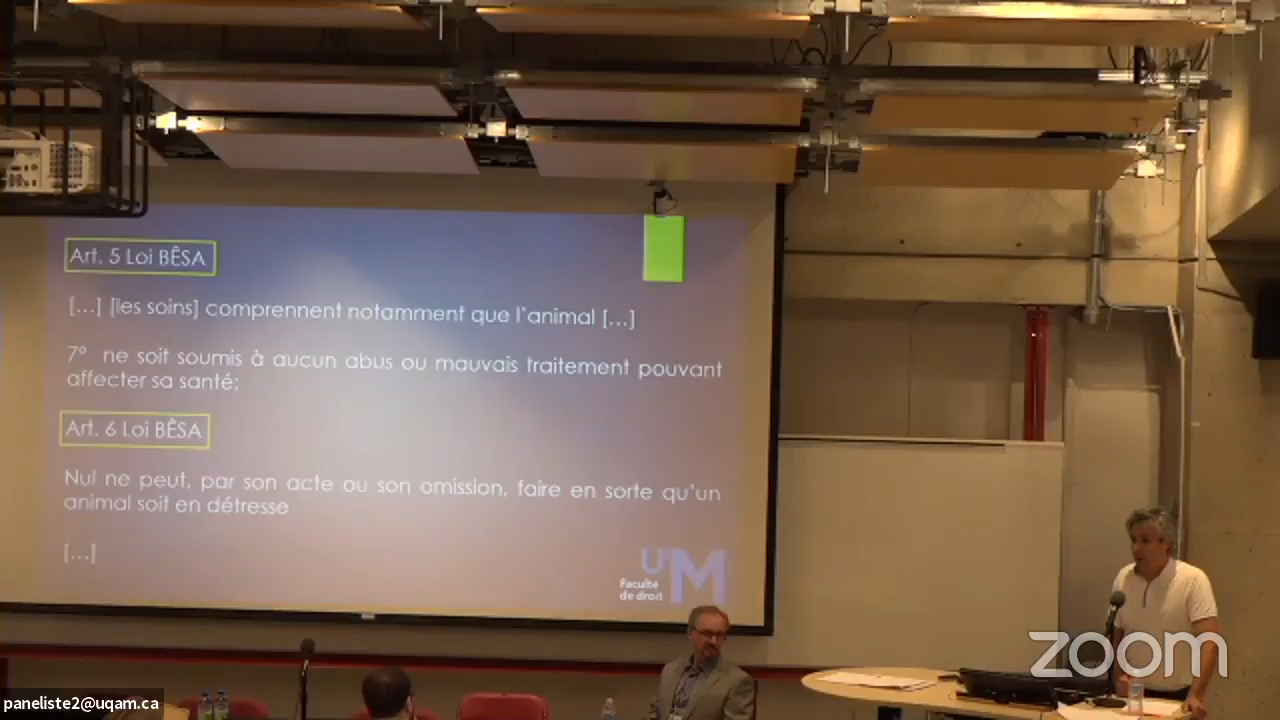 Art. 5 Loi BÊSA
[...] [les soins] comprennent notamment que l'animal [...]
7° ne soit soumis à aucun abus ou mauvais traitement pouvant
affecter sa santé;
Art. 6 Loi BÊSA
Nul ne peut, par son acte ou son omission, faire en sorte qu'un
animal soit en détresse
[...]
UM
Faculté
de droit
zoom
paneliste2@uqam.ca